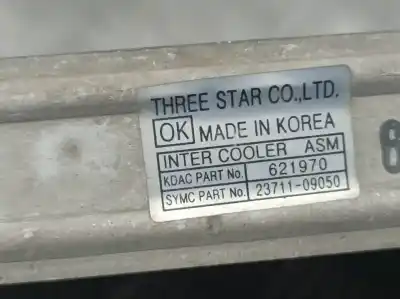 THREE STAR CO.,LTD.
OK MADE IN KOREA
INTER COOLER ASM
KDAC PART No. 621970
SYMC PART No. 23711-09050